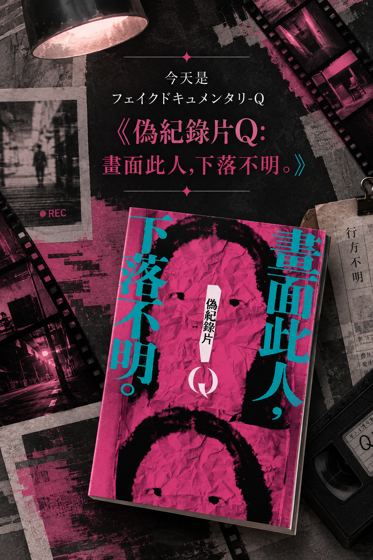 今天是
フェイクドキュメンタリ-Q
《偽紀錄片Q:
畫面此人,下落不明。》
REC
行方不明
畫面此人,
下落不明。
偽紀錄片
Q
Q